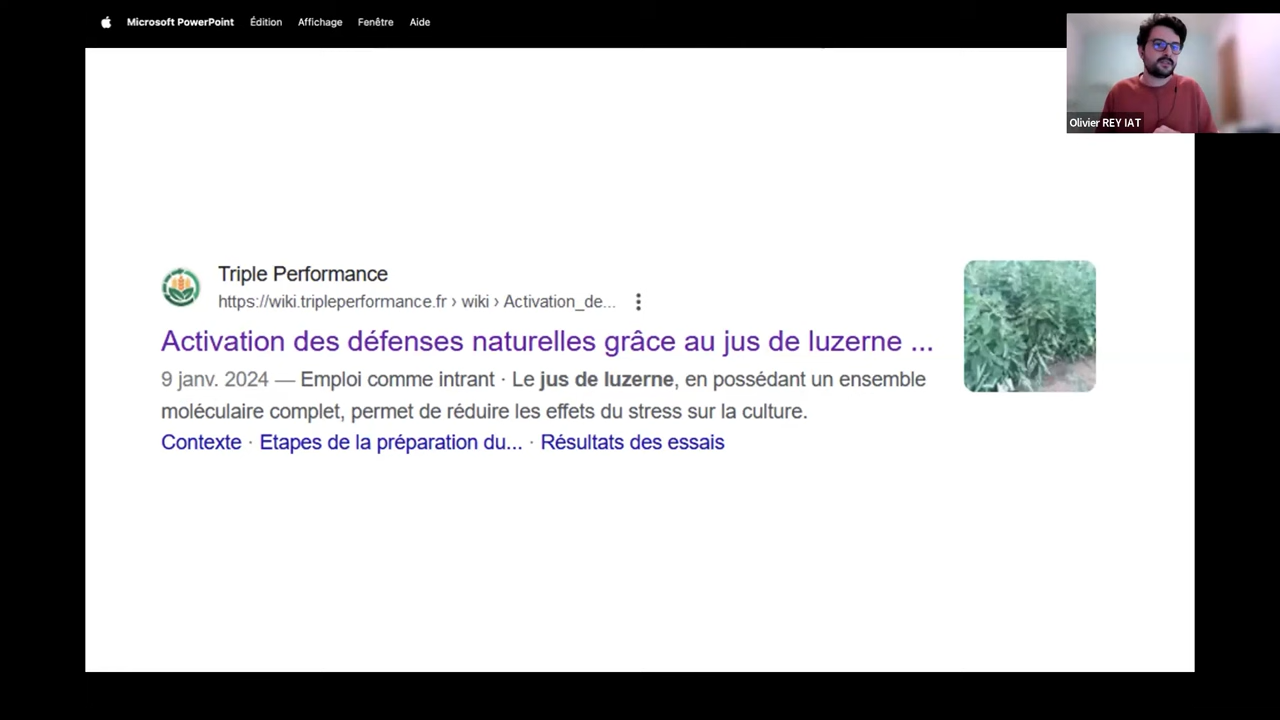 Microsoft PowerPoint Édition Affichage Fenêtre Aide
Olivier REY IAT
Triple Performance
https://wiki.tripleperformance.fr › wiki › Activation_de...
Activation des défenses naturelles grâce au jus de luzerne ...
9 janv. 2024 — Emploi comme intrant · Le jus de luzerne, en possédant un ensemble
moléculaire complet, permet de réduire les effets du stress sur la culture.
Contexte · Etapes de la préparation du... · Résultats des essais